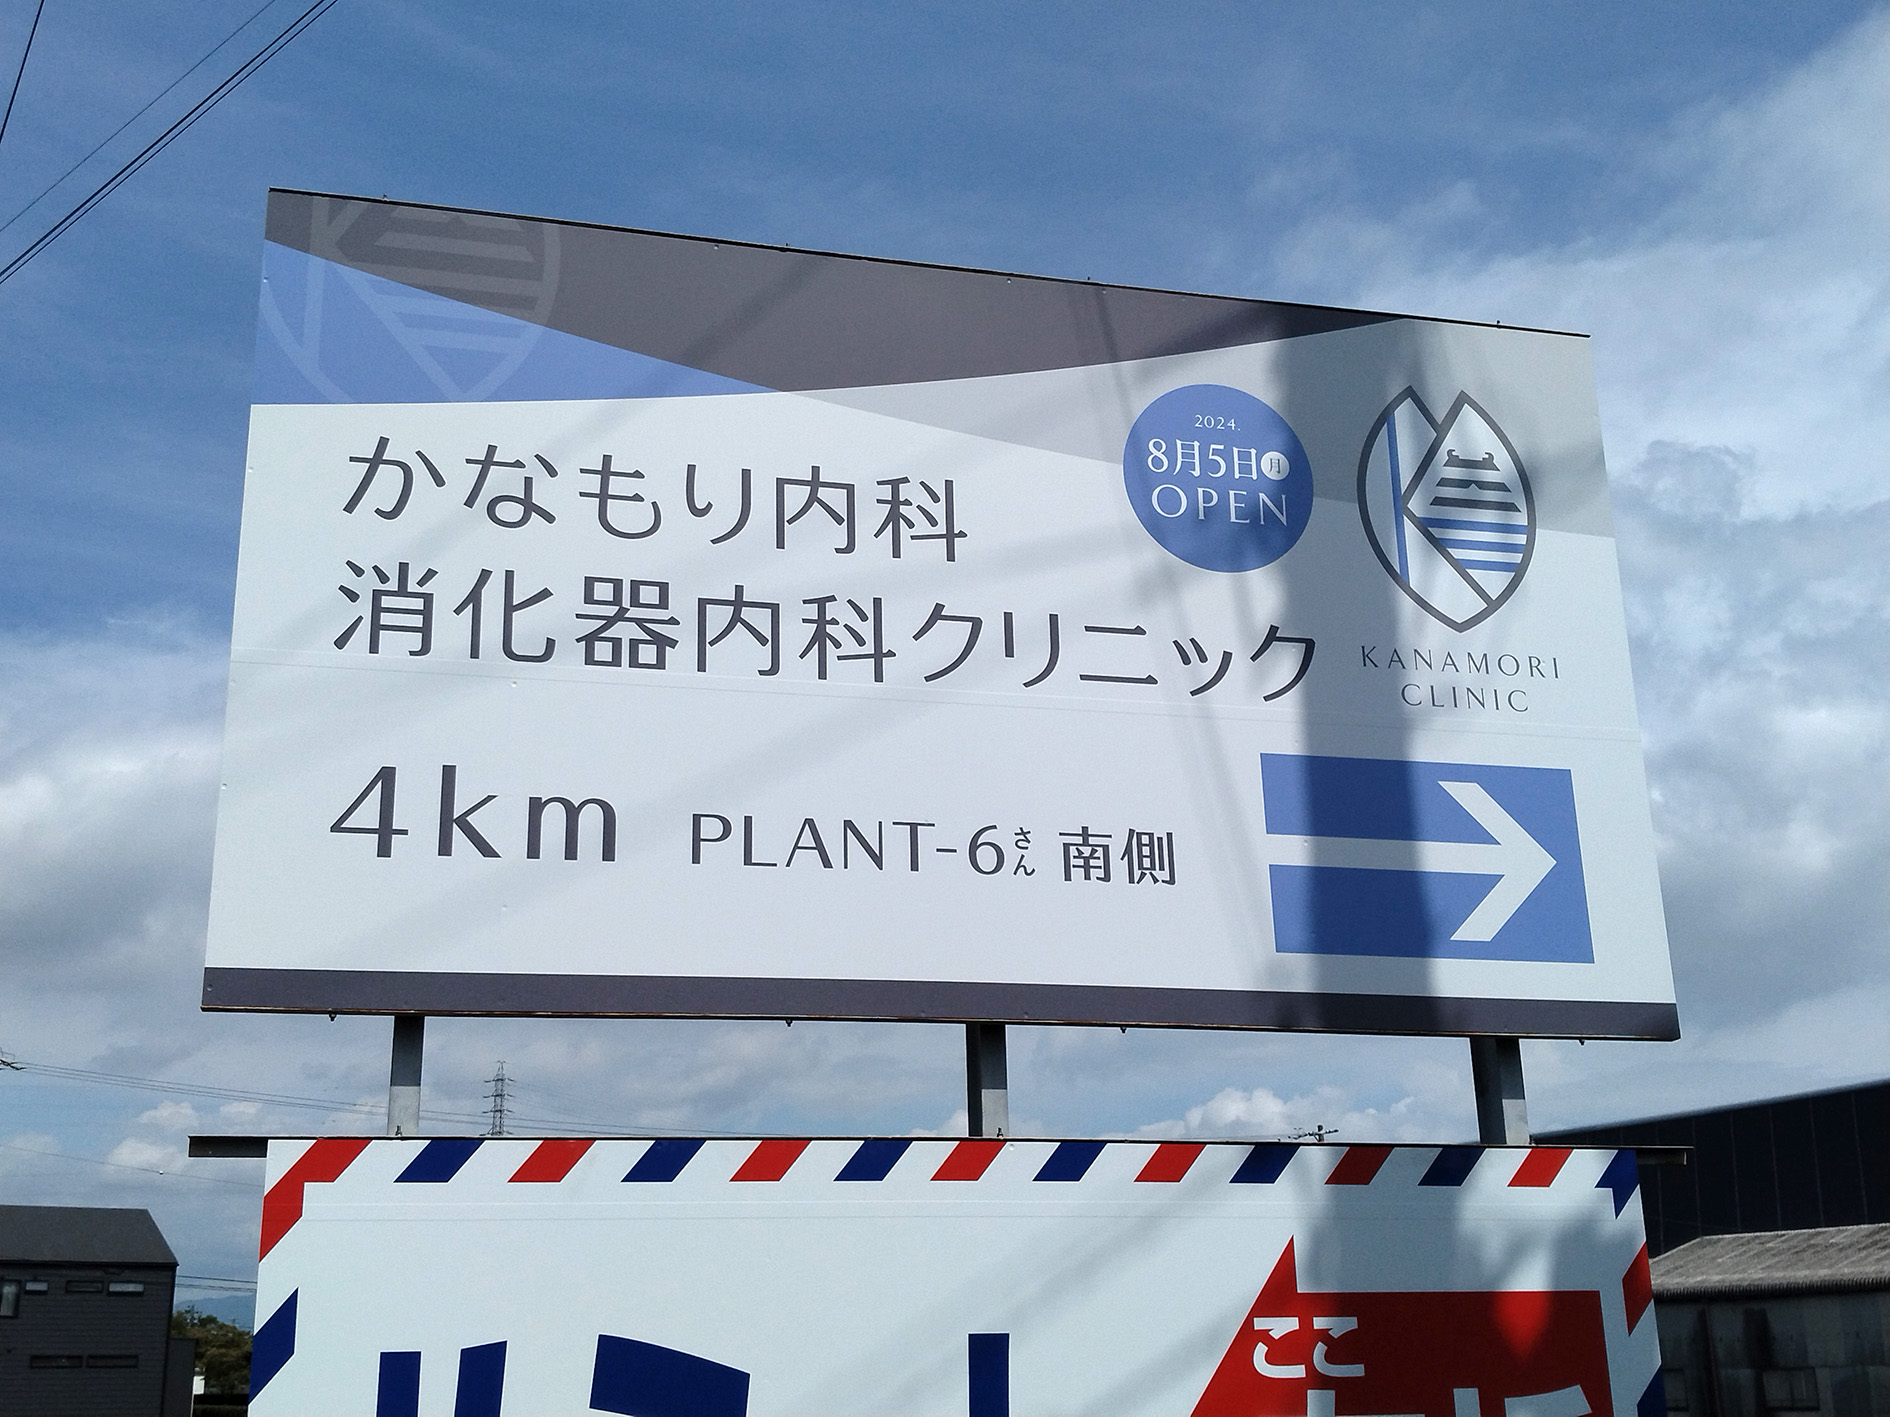 かなもり内科
消化器内科クリニック
2024.
8月5日月
OPEN
KANAMORI
CLINIC
4km PLANT-6さん 南側
ここ